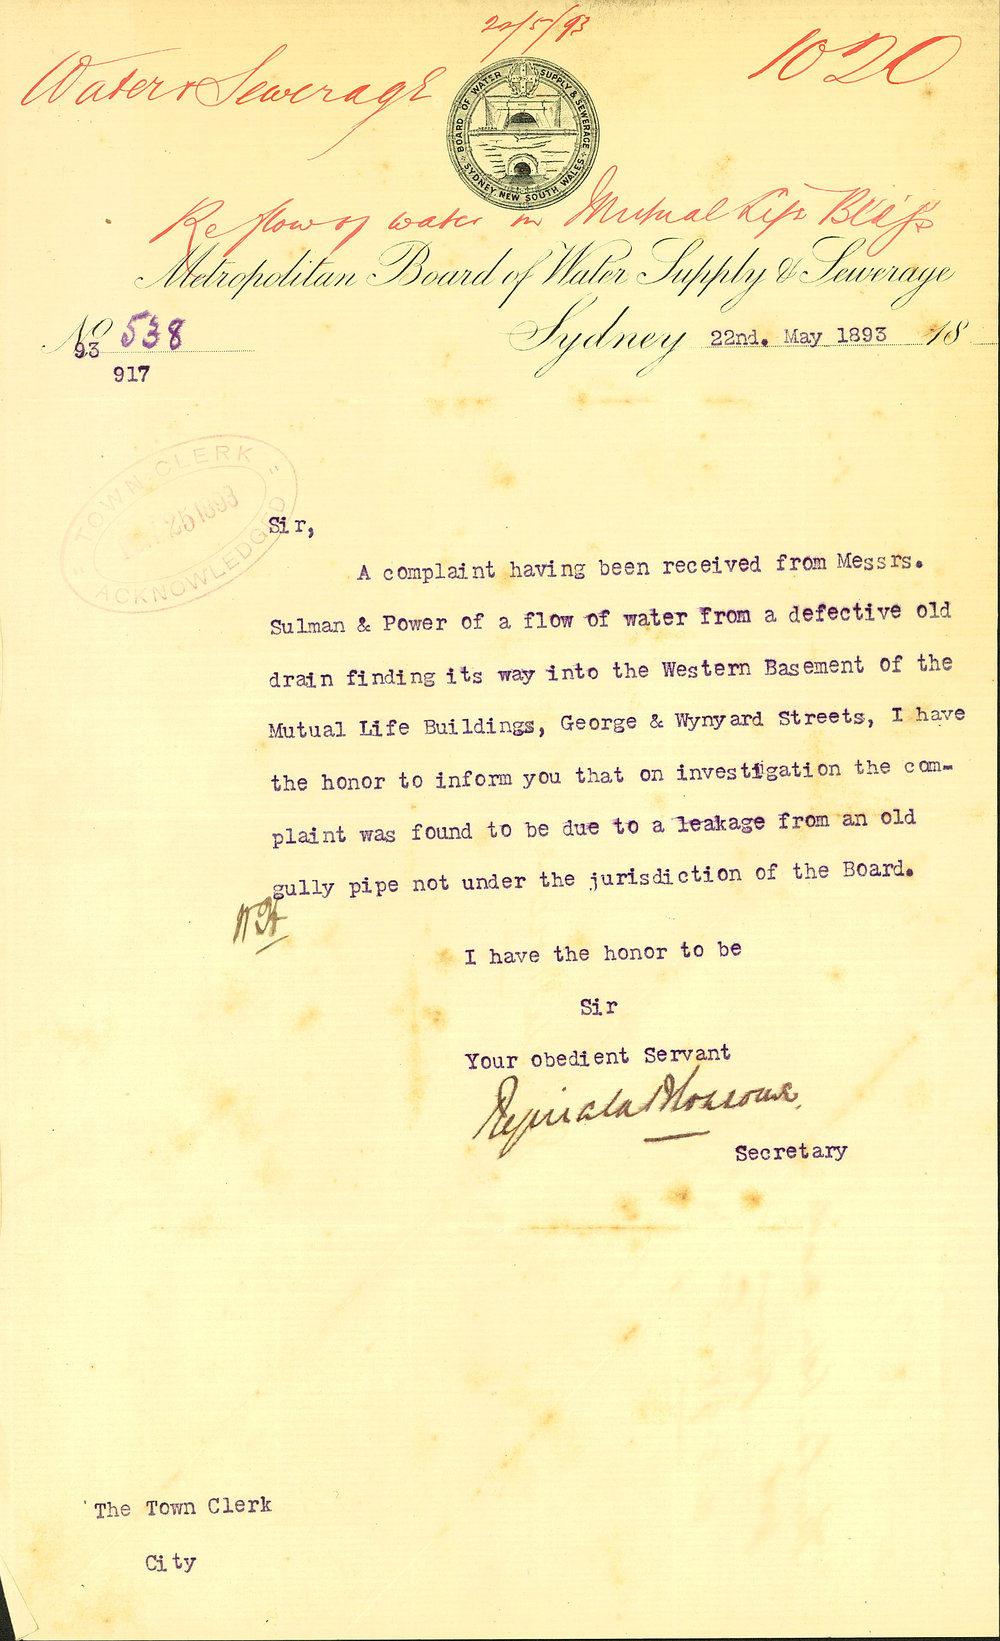 22/5/93
Water & Sewerage
1020
BOARD OF WATER SUPPLY & SEWERAGE
SYDNEY NEW SOUTH WALES
Re flow of water in Mutual Life Bldgs
Metropolitan Board of Water Supply & Sewerage
No 538
93
917
Sydney 22nd. May 1893 18
TOWN CLERK
25 1893
ACKNOWLEDGED
Sir,
A complaint having been received from Messrs.
Sulman & Power of a flow of water from a defective old
drain finding its way into the Western Basement of the
Mutual Life Buildings, George & Wynyard Streets, I have
the honor to inform you that on investigation the com-
plaint was found to be due to a leakage from an old
gully pipe not under the jurisdiction of the Board.
I have the honor to be
Sir
Your obedient Servant
Secretary
The Town Clerk
City